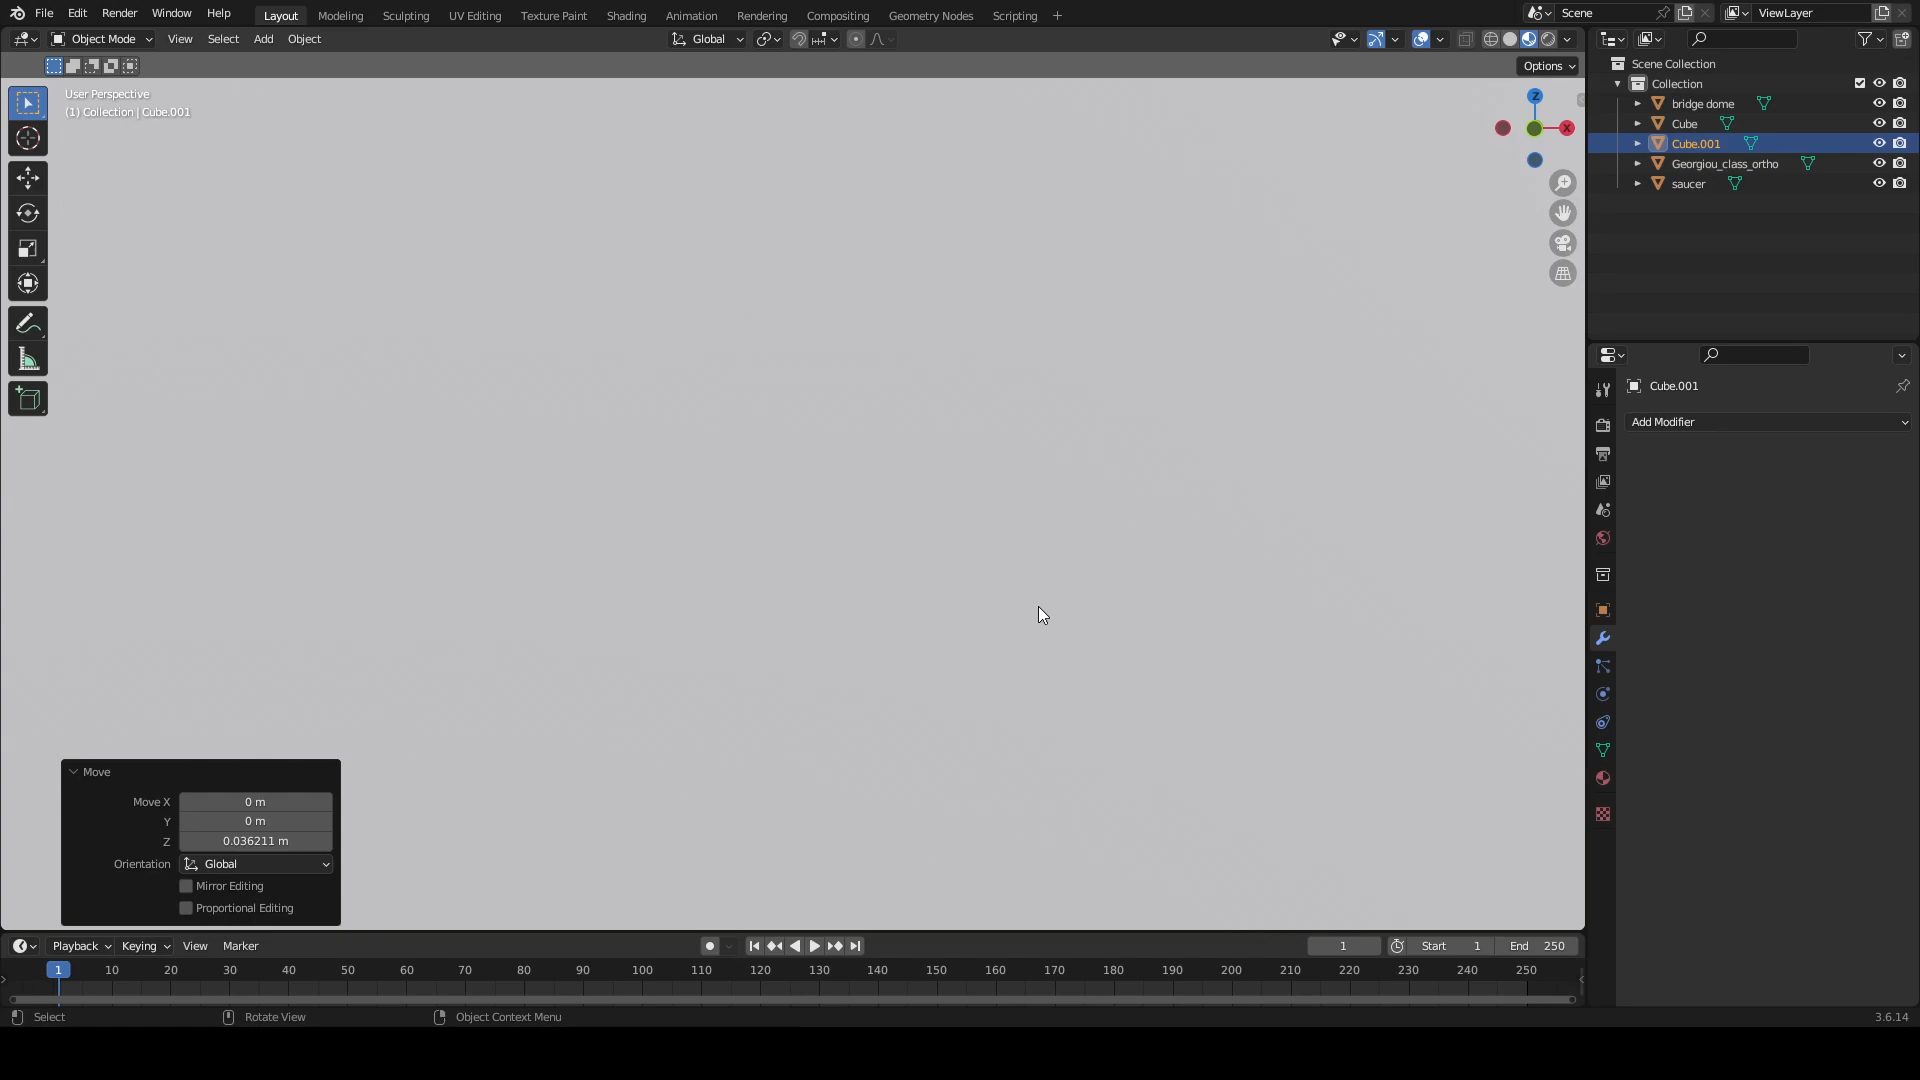 File Edit Render Window Help Layout Modeling Sculpting UV Editing Texture Paint Shading Animation Rendering Compositing Geometry Nodes Scripting + Scene ViewLayer
Object Mode View Select Add Object Global
Options
User Perspective
(1) Collection | Cube.001
Z
X
Scene Collection
Collection
bridge dome
Cube
Cube.001
Georgiou_class_ortho
saucer
Cube.001
Add Modifier
Move
Move X 0 m
Y 0 m
Z 0.036211 m
Orientation Global
Mirror Editing
Proportional Editing
Playback Keying View Marker 1 Start 1 End 250
1 10 20 30 40 50 60 70 80 90 100 110 120 130 140 150 160 170 180 190 200 210 220 230 240 250
Select Rotate View Object Context Menu 3.6.14